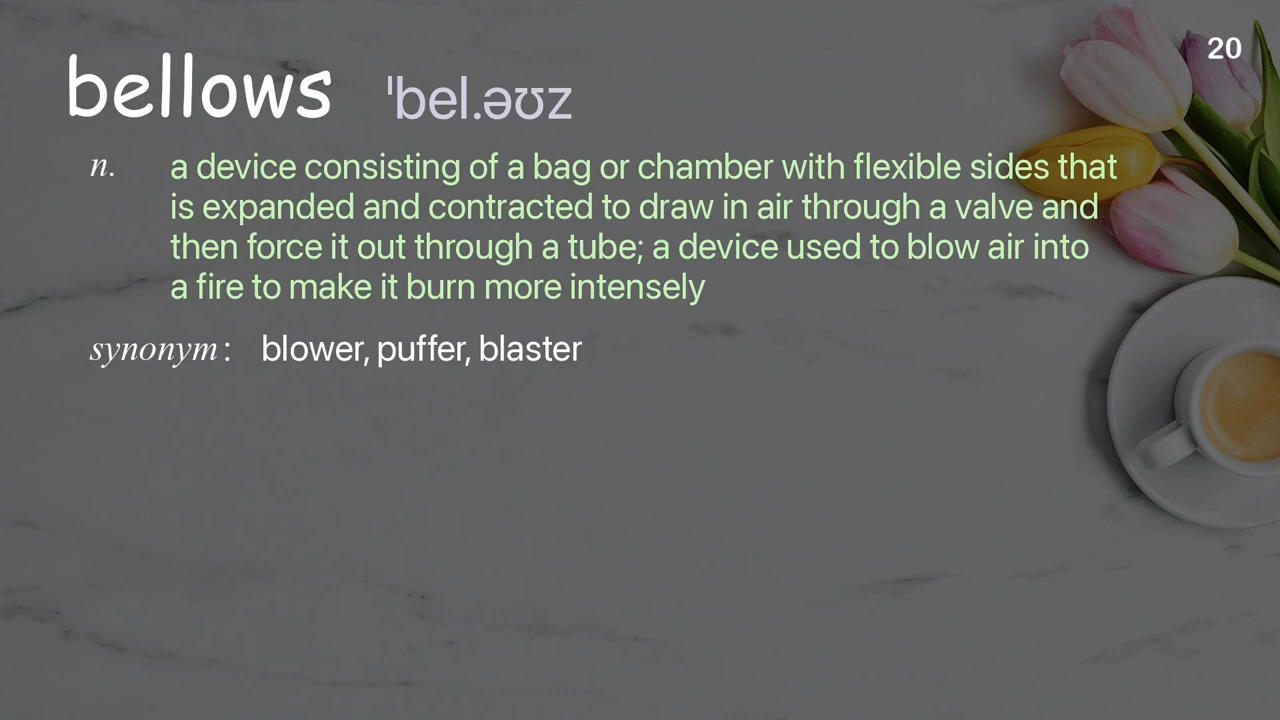 20
bellows ˈbel.əʊz
n. a device consisting of a bag or chamber with flexible sides that
is expanded and contracted to draw in air through a valve and
then force it out through a tube; a device used to blow air into
a fire to make it burn more intensely
synonym: blower, puffer, blaster